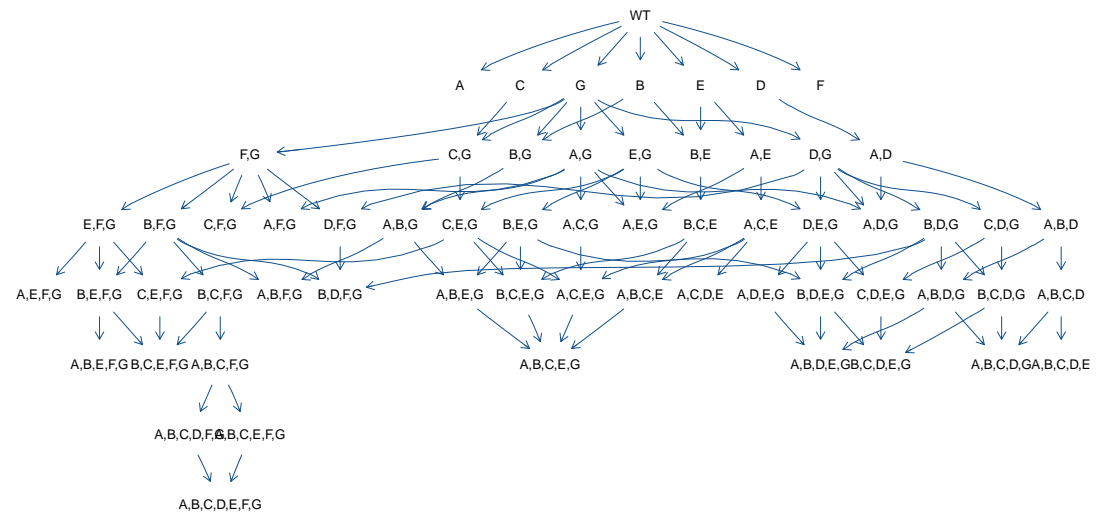 WT
A C G B E D F
F,G C,G B,G A,G E,G B,E A,E D,G A,D
E,F,G B,F,G C,F,G A,F,G D,F,G A,B,G C,E,G B,E,G A,C,G A,E,G B,C,E A,C,E D,E,G A,D,G B,D,G C,D,G A,B,D
A,E,F,G B,E,F,G C,E,F,G B,C,F,G A,B,F,G B,D,F,G A,B,E,G B,C,E,G A,C,E,G A,B,C,E A,C,D,E A,D,E,G B,D,E,G C,D,E,G A,B,D,G B,C,D,G A,B,C,D
A,B,E,F,G B,C,E,F,G A,B,C,F,G A,B,C,E,G A,B,D,E,G B,C,D,E,G A,B,C,D,G A,B,C,D,E
A,B,C,D,F,G A,B,C,E,F,G
A,B,C,D,E,F,G